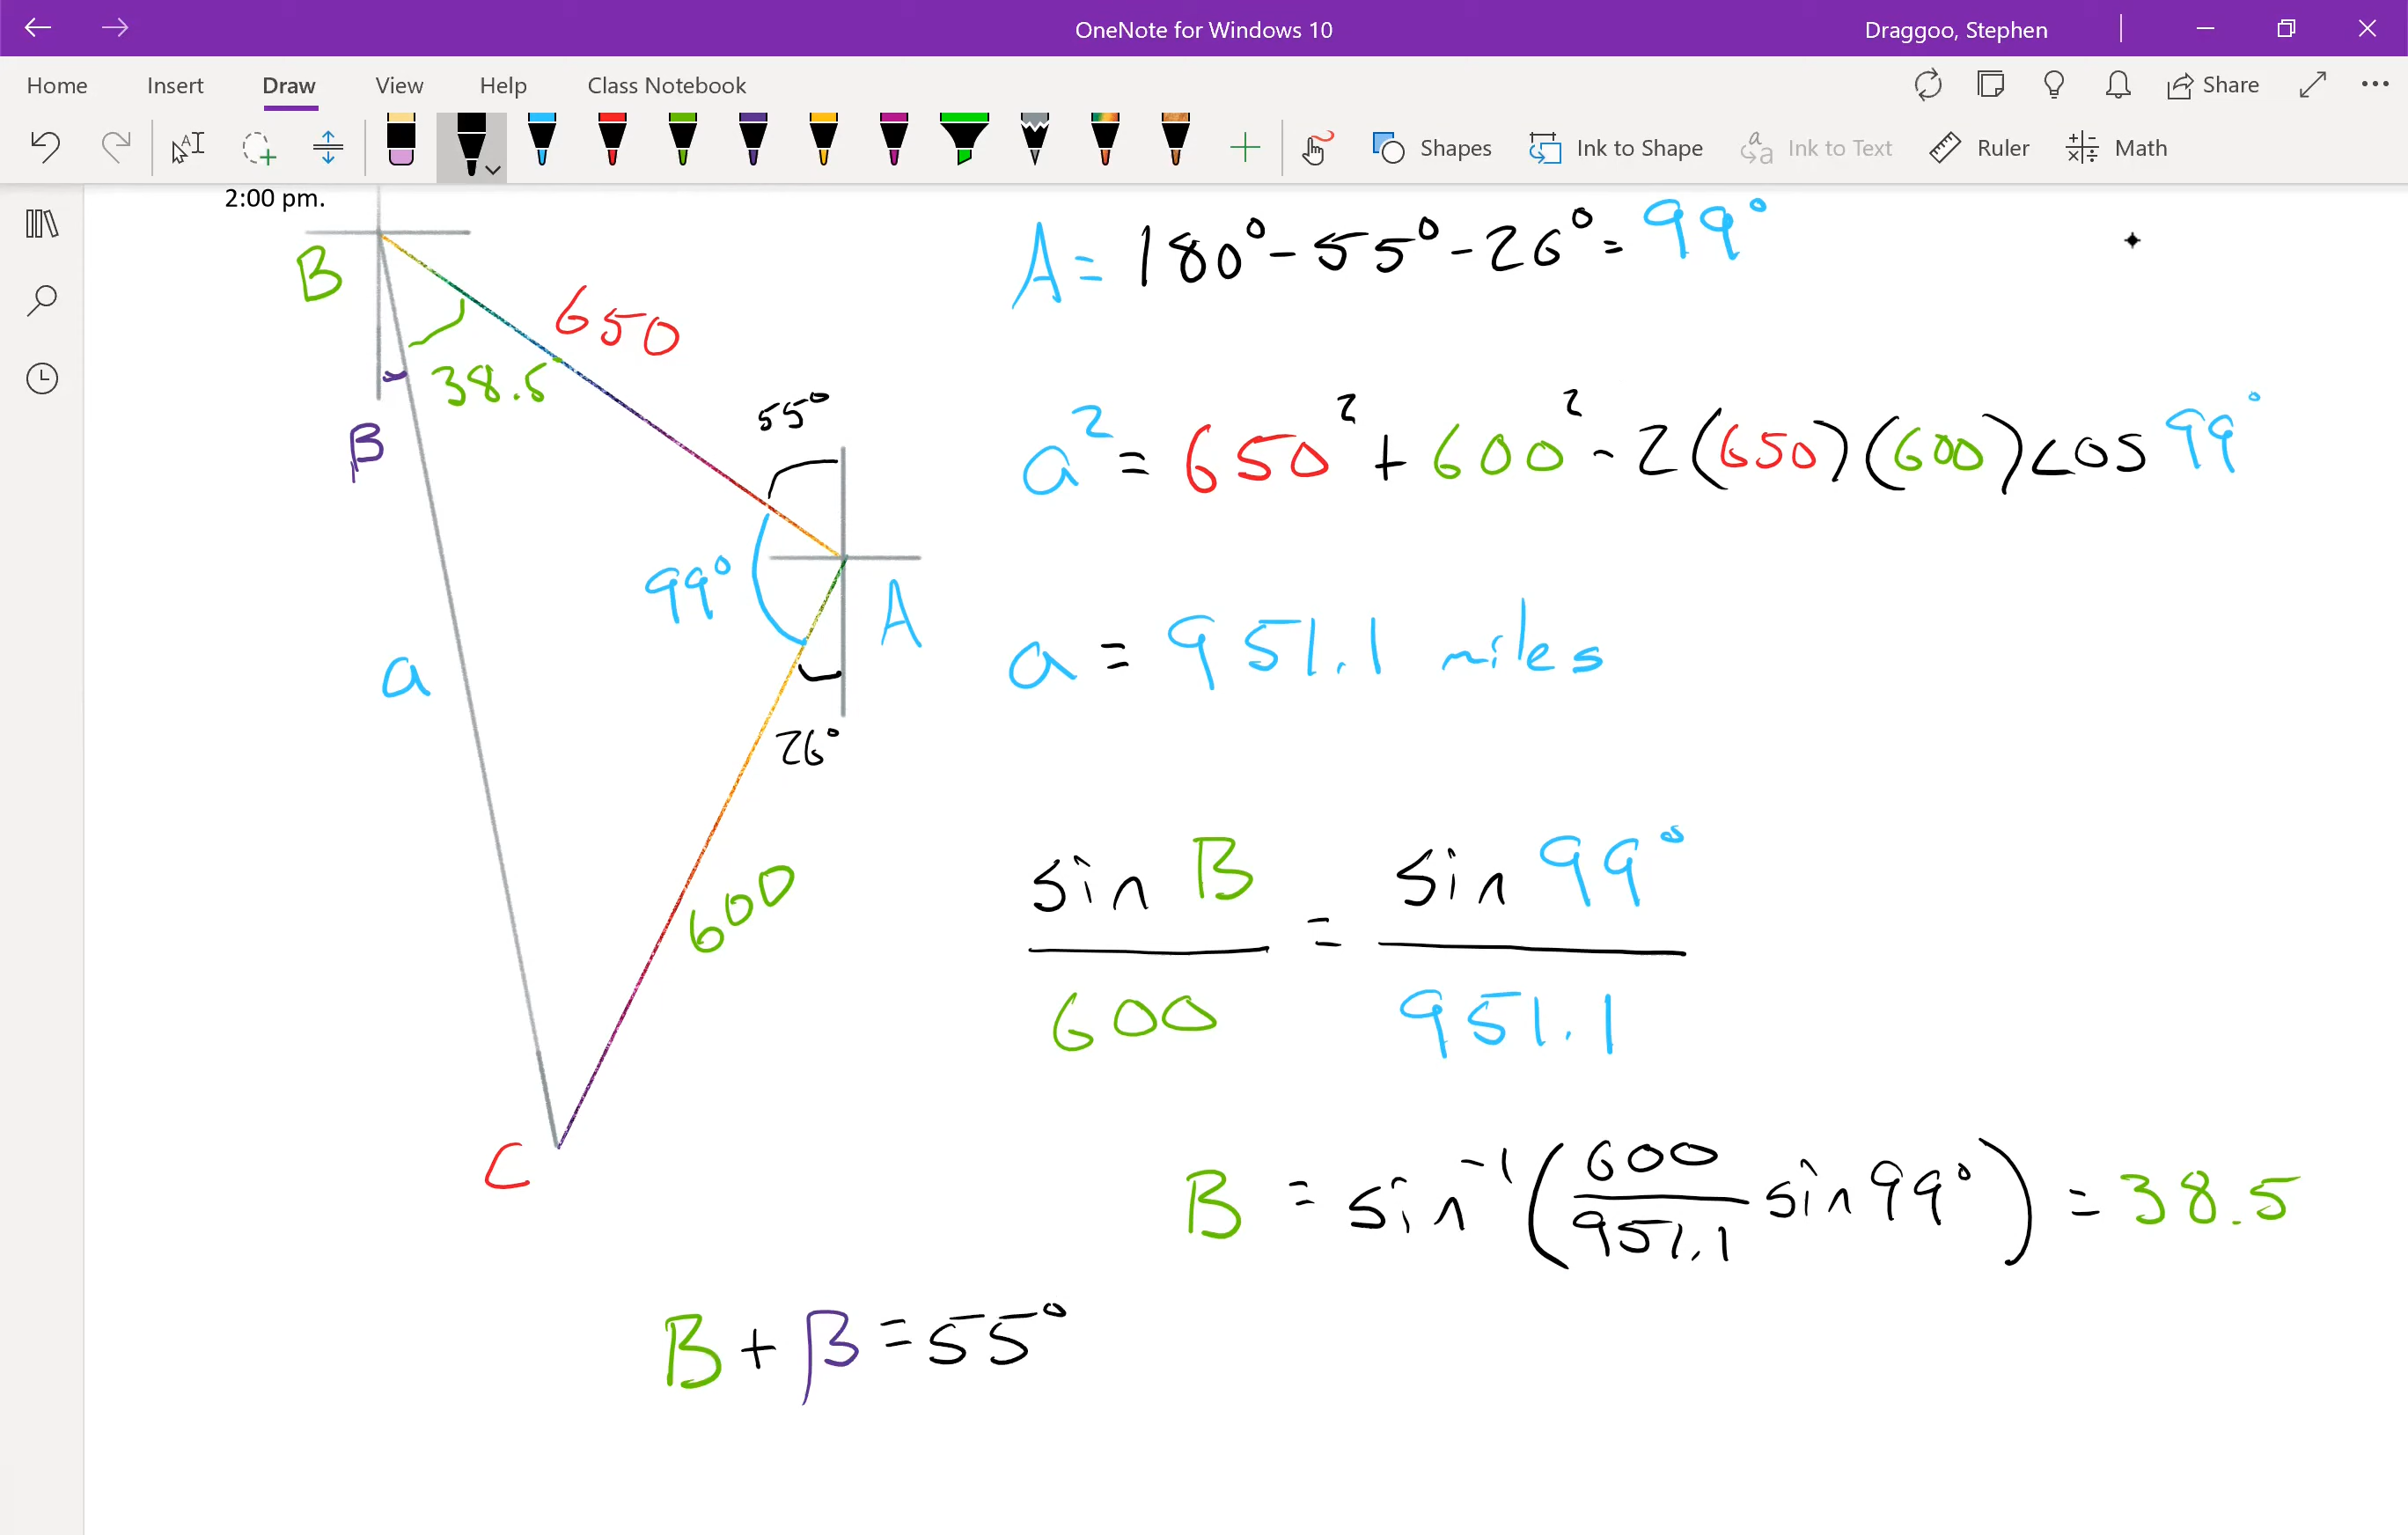 OneNote for Windows 10
Draggoo, Stephen
Home Insert Draw View Help Class Notebook
Share
Shapes Ink to Shape Ink to Text Ruler Math
2:00 pm.
B
650
38.5
β
55°
99°
A
a
26°
600
C
A = 180° - 55° - 26° = 99°
a² = 650² + 600² - 2(650)(600)cos 99°
a = 951.1 miles
sin B / 600 = sin 99° / 951.1
B = sin⁻¹(600/951.1 sin 99°) = 38.5
B + β = 55°